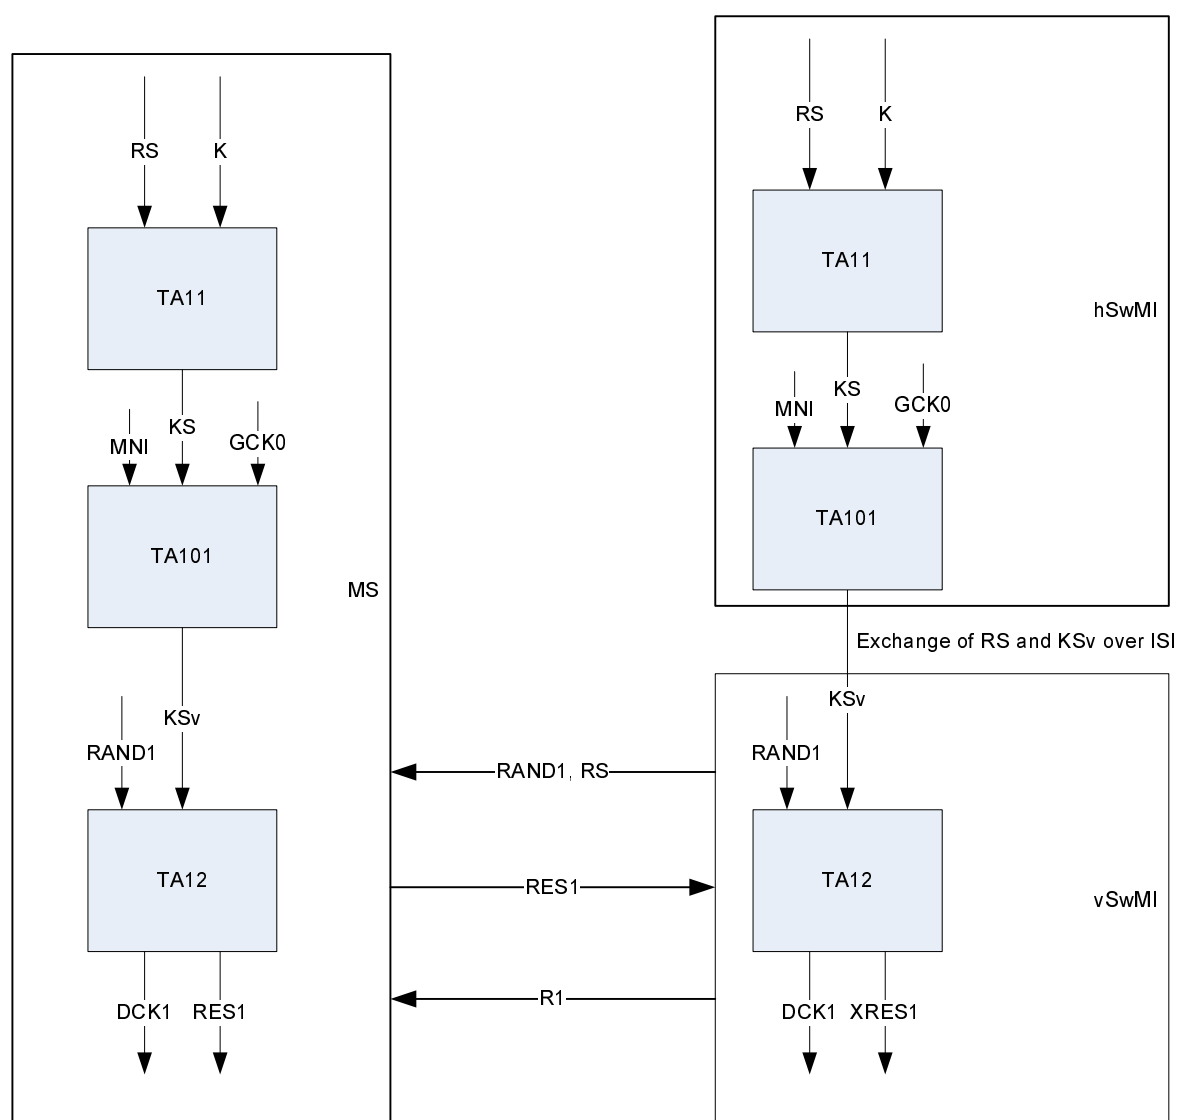 RS K
TA11
MNI KS GCK0
TA101
MS
KSv
RAND1
TA12
DCK1 RES1
RS K
TA11
hSwMI
MNI KS GCK0
TA101
Exchange of RS and KSv over ISI
KSv
RAND1
TA12
vSwMI
DCK1 XRES1
RAND1, RS
RES1
R1